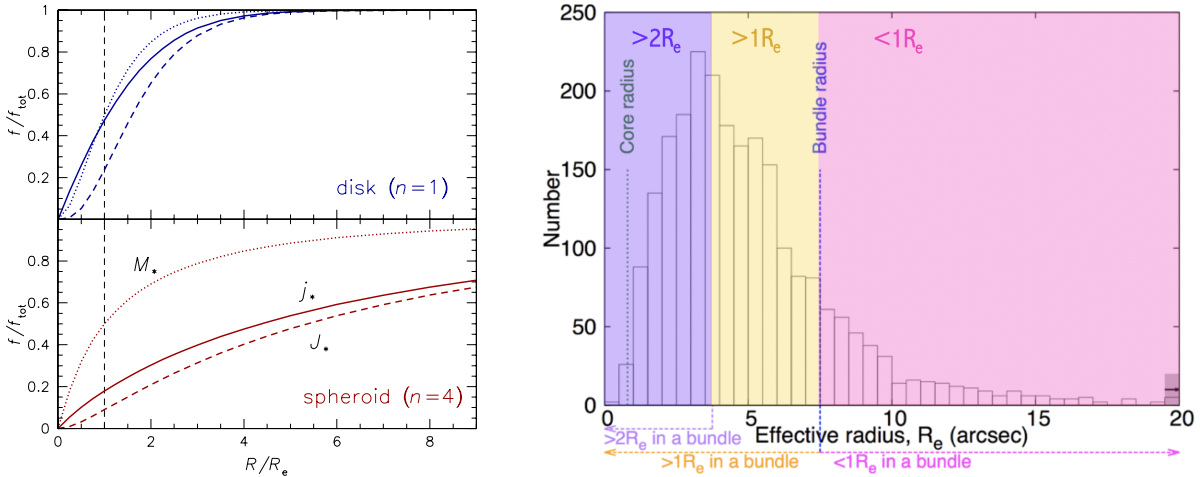 1
0.8
0.6
0.4
0.2
f/f_tot
disk (n=1)
0.8
0.6
0.4
0.2
0
f/f_tot
M*
j*
J*
spheroid (n=4)
0 2 4 6 8
R/R_e
250
200
150
100
50
0
Number
>2R_e >1R_e <1R_e
Core radius
Bundle radius
0 5 10 15 20
Effective radius, R_e (arcsec)
>2R_e in a bundle
>1R_e in a bundle
<1R_e in a bundle